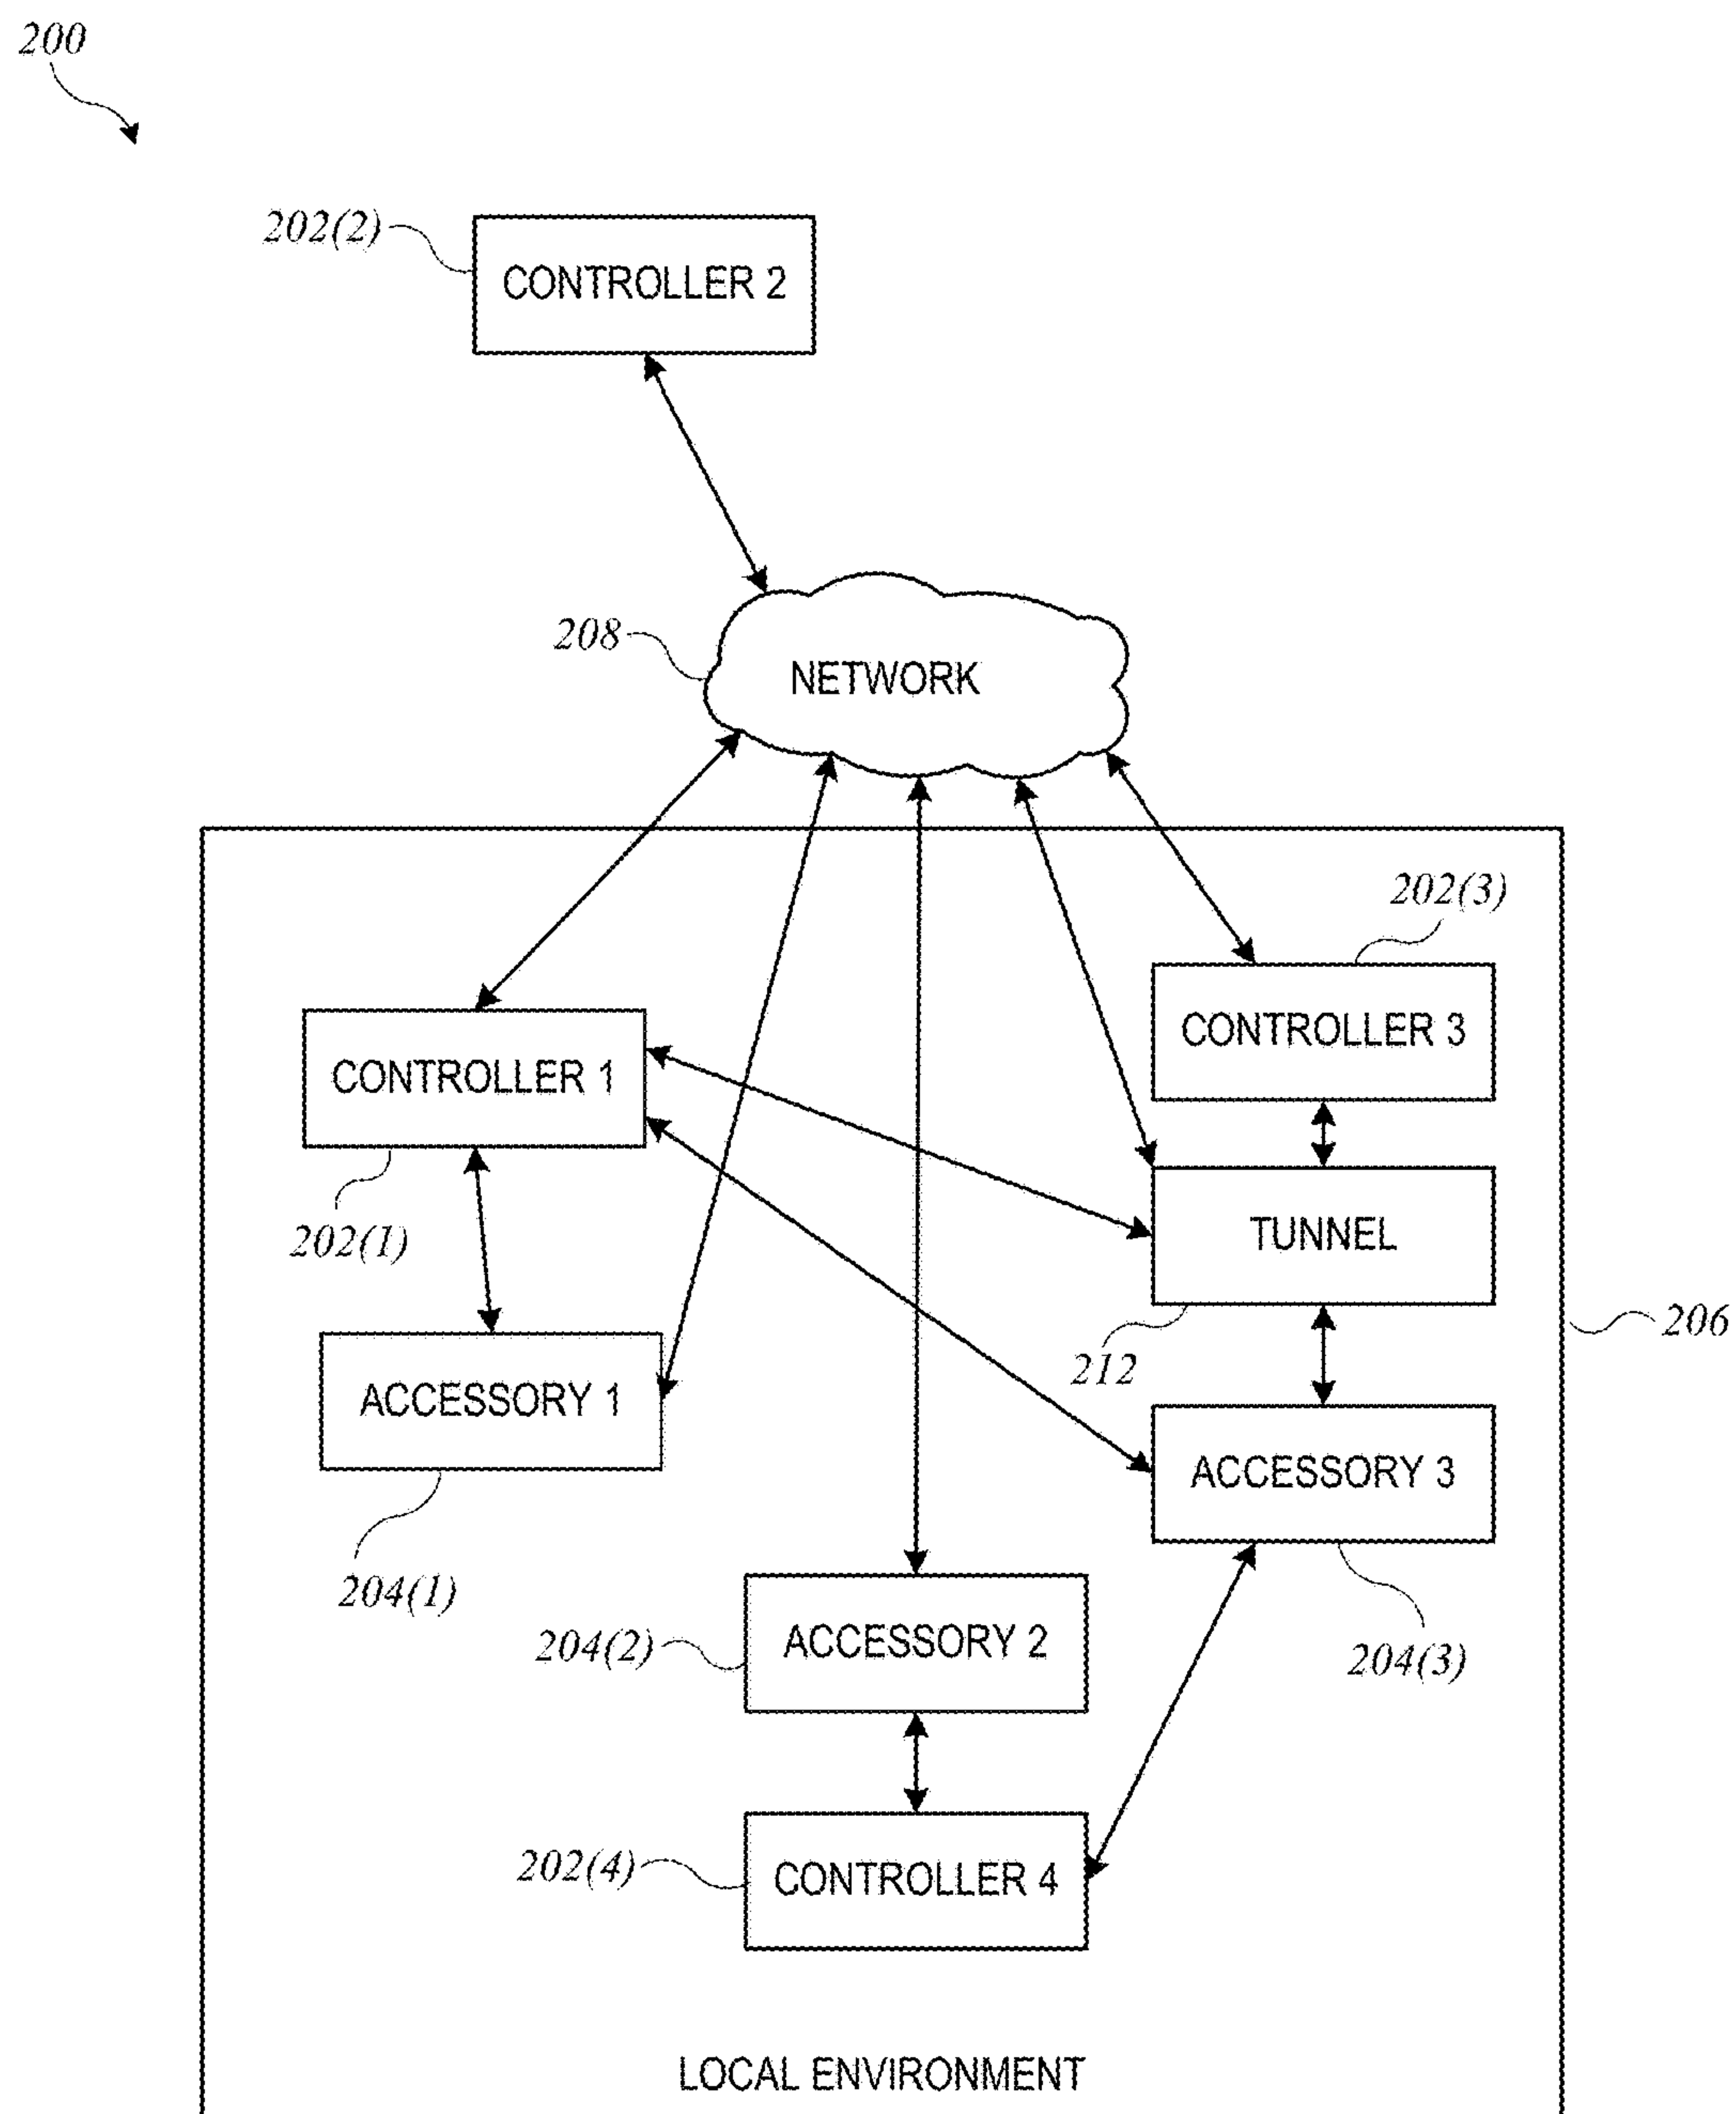 200
202(2)
CONTROLLER 2
208
NETWORK
202(3)
CONTROLLER 3
CONTROLLER 1
202(1)
TUNNEL
212
206
ACCESSORY 1
204(1)
ACCESSORY 3
204(3)
204(2)
ACCESSORY 2
202(4)
CONTROLLER 4
LOCAL ENVIRONMENT